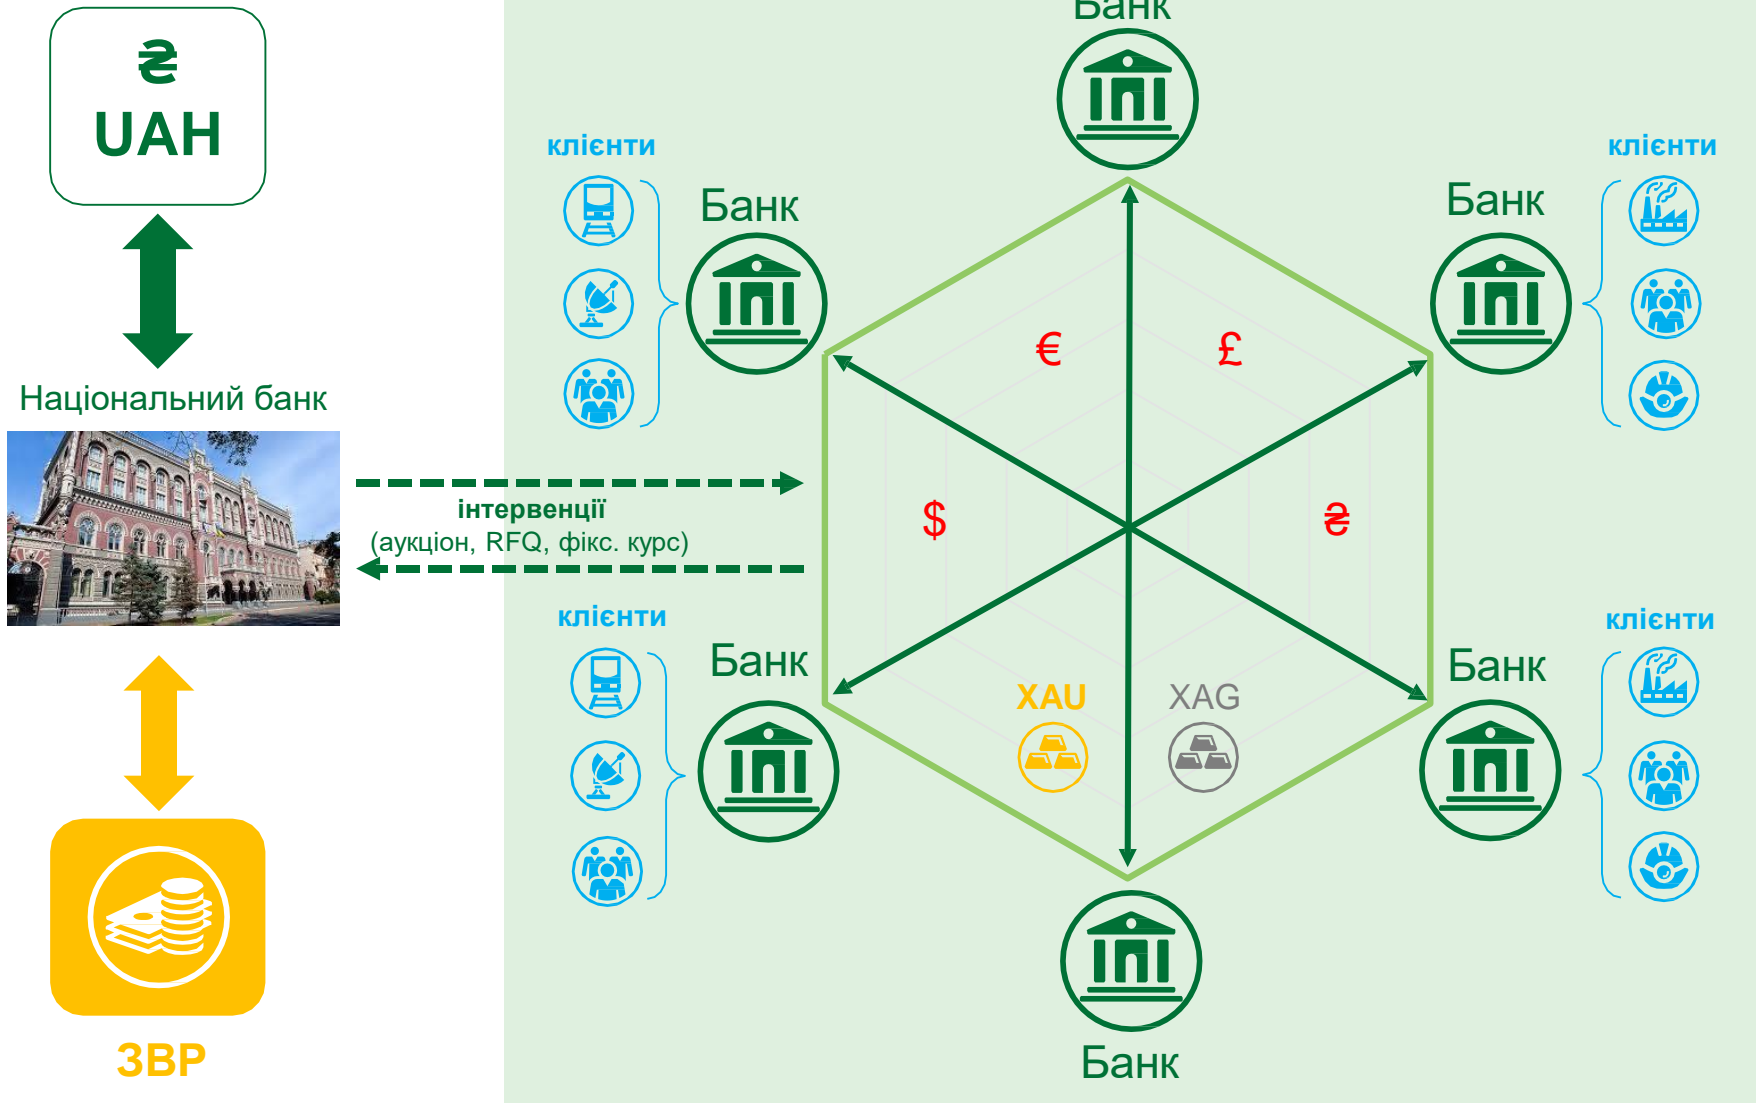 ₴
UAH
Національний банк
ЗВР
інтервенції
(аукціон, RFQ, фікс. курс)
Банк
клієнти
Банк
клієнти
Банк
€
£
$
₴
клієнти
Банк
клієнти
Банк
XAU
XAG
Банк